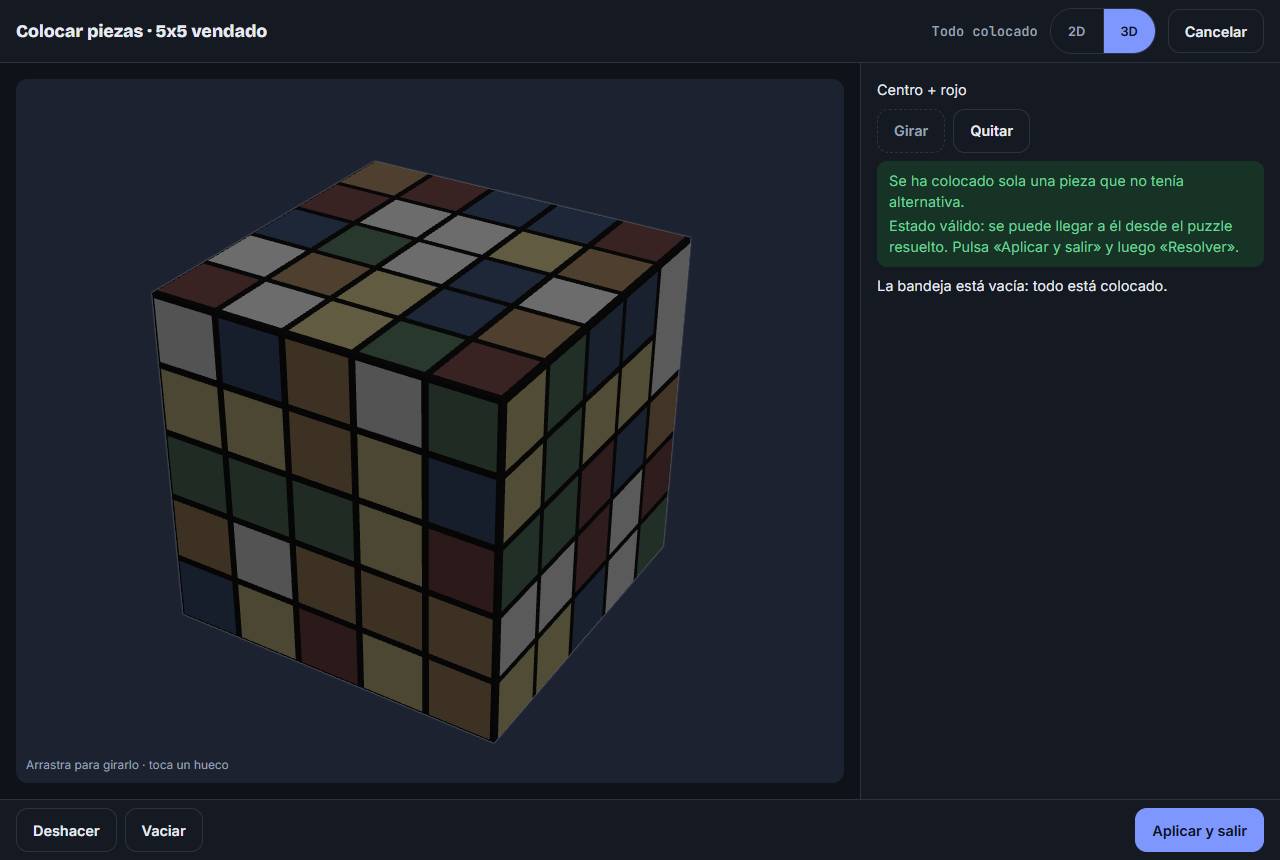 Colocar piezas · 5x5 vendado
Todo colocado
2D
3D
Cancelar
Centro + rojo
Girar
Quitar
Se ha colocado sola una pieza que no tenía
alternativa.
Estado válido: se puede llegar a él desde el puzzle
resuelto. Pulsa «Aplicar y salir» y luego «Resolver».
La bandeja está vacía: todo está colocado.
Arrastra para girarlo · toca un hueco
Deshacer
Vaciar
Aplicar y salir